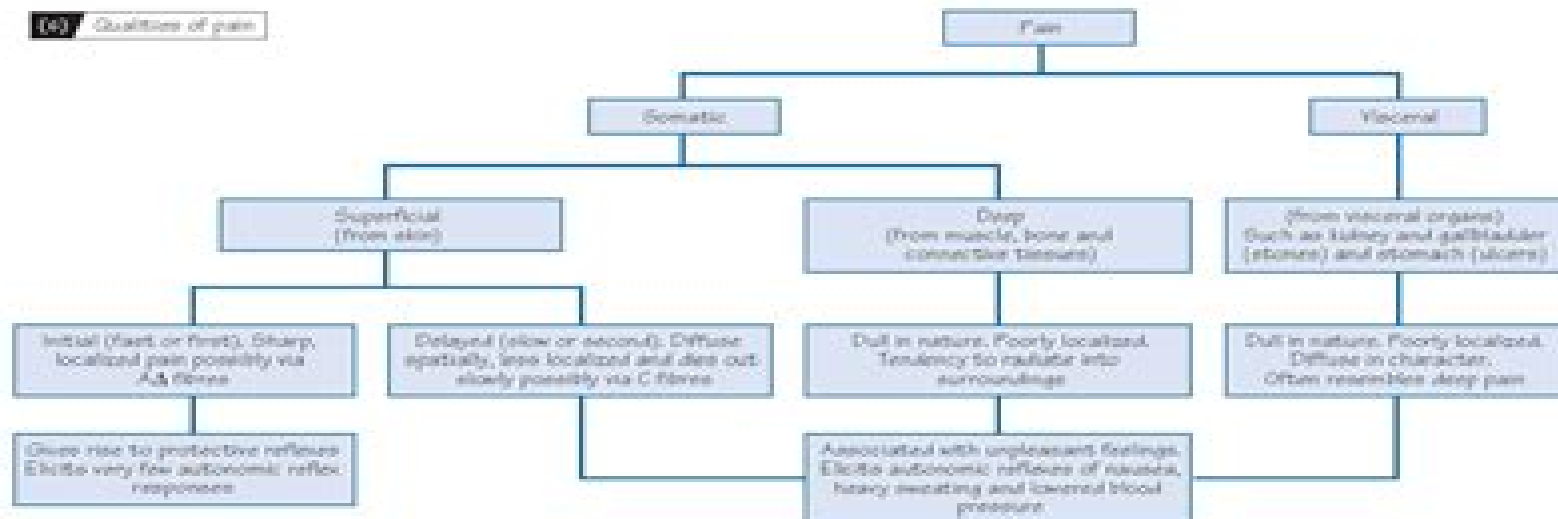 Qualities of pain
Pain
Somatic
Visceral
Superficial
(from skin)
Deep
(from muscle, bone and
connective tissues)
(from visceral organs)
Such as kidney and gallbladder
(stones) and stomach (ulcers)
Initial (fast or first). Sharp,
localized pain possibly via
AΔ fibres
Delayed (slow or second). Diffuse
spatially, less localized and dies out
slowly possibly via C fibres
Dull in nature. Poorly localized.
Tendency to radiate into
surroundings
Dull in nature. Poorly localized.
Diffuse in character.
Often resembles deep pain
Gives rise to protective reflexes
Elicits very few autonomic reflex
responses
Associated with unpleasant feelings.
Elicits autonomic reflexes of nausea,
heavy sweating and lowered blood
pressure